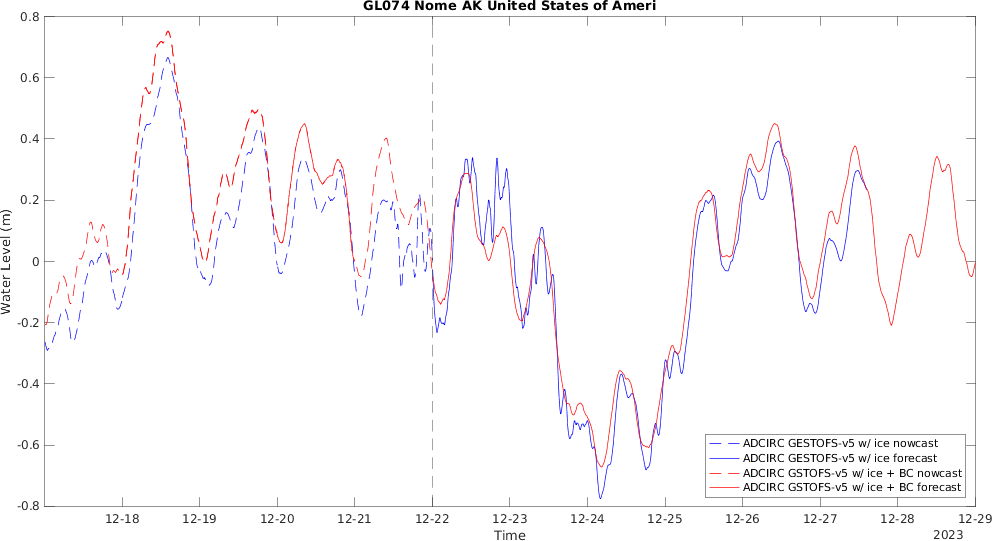 GL074 Nome AK United States of Ameri
Water Level (m)
0.8
0.6
0.4
0.2
0
-0.2
-0.4
-0.6
-0.8
ADCIRC GESTOFS-v5 w/ ice nowcast
ADCIRC GESTOFS-v5 w/ ice forecast
ADCIRC GSTOFS-v5 w/ ice + BC nowcast
ADCIRC GSTOFS-v5 w/ ice + BC forecast
12-18 12-19 12-20 12-21 12-22 12-23 12-24 12-25 12-26 12-27 12-28 12-29
Time
2023